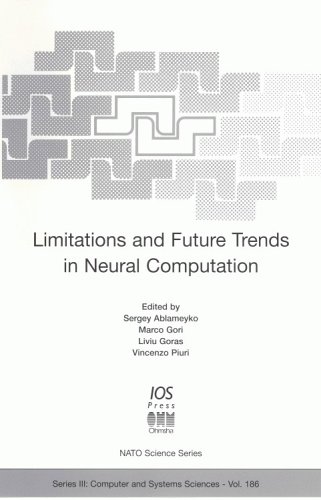 Limitations and Future Trends
in Neural Computation
Edited by
Sergey Ablameyko
Marco Gori
Liviu Goras
Vincenzo Piuri
IOS
Press
OHM
Ohmsha
NATO Science Series
Series III: Computer and Systems Sciences - Vol. 186